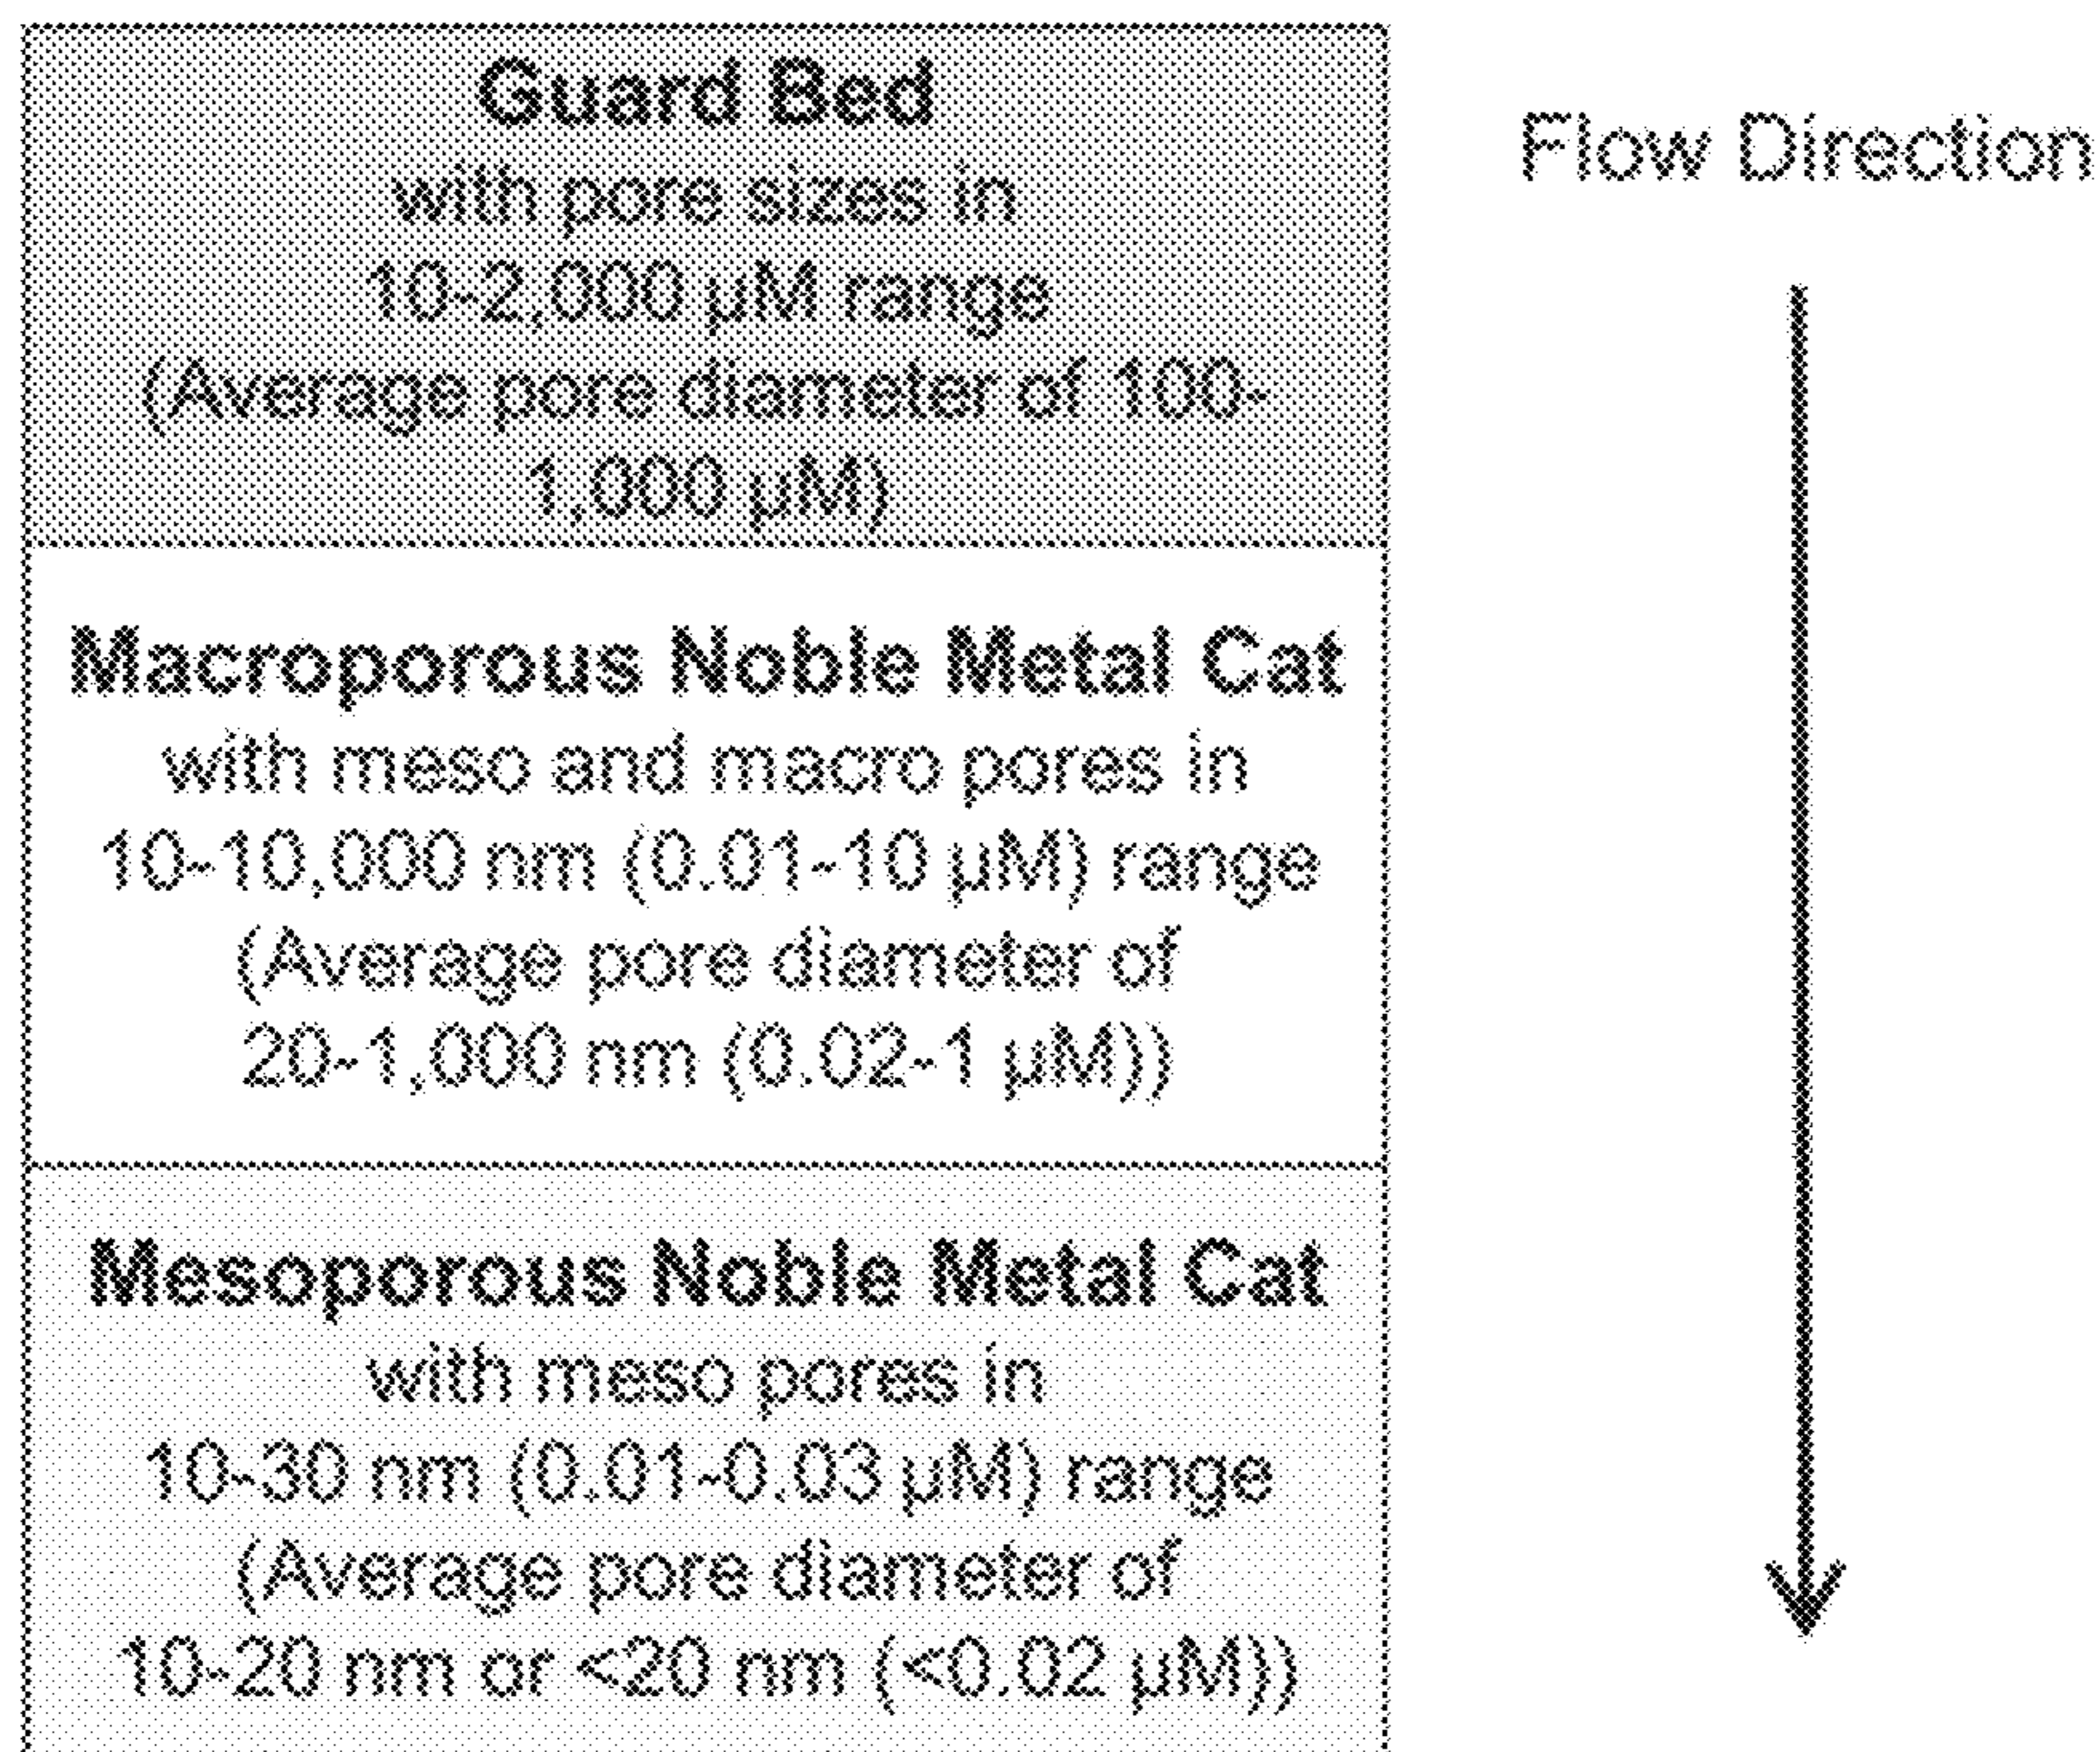 Guard Bed
with pore sizes in
10-2,000 µM range
(Average pore diameter of 100-
1,000 µM)
Flow Direction
Macroporous Noble Metal Cat
with meso and macro pores in
10-10,000 nm (0.01-10 µM) range
(Average pore diameter of
20-1,000 nm (0.02-1 µM))
Mesoporous Noble Metal Cat
with meso pores in
10-30 nm (0.01-0.03 µM) range
(Average pore diameter of
10-20 nm or <20 nm (<0.02 µM))